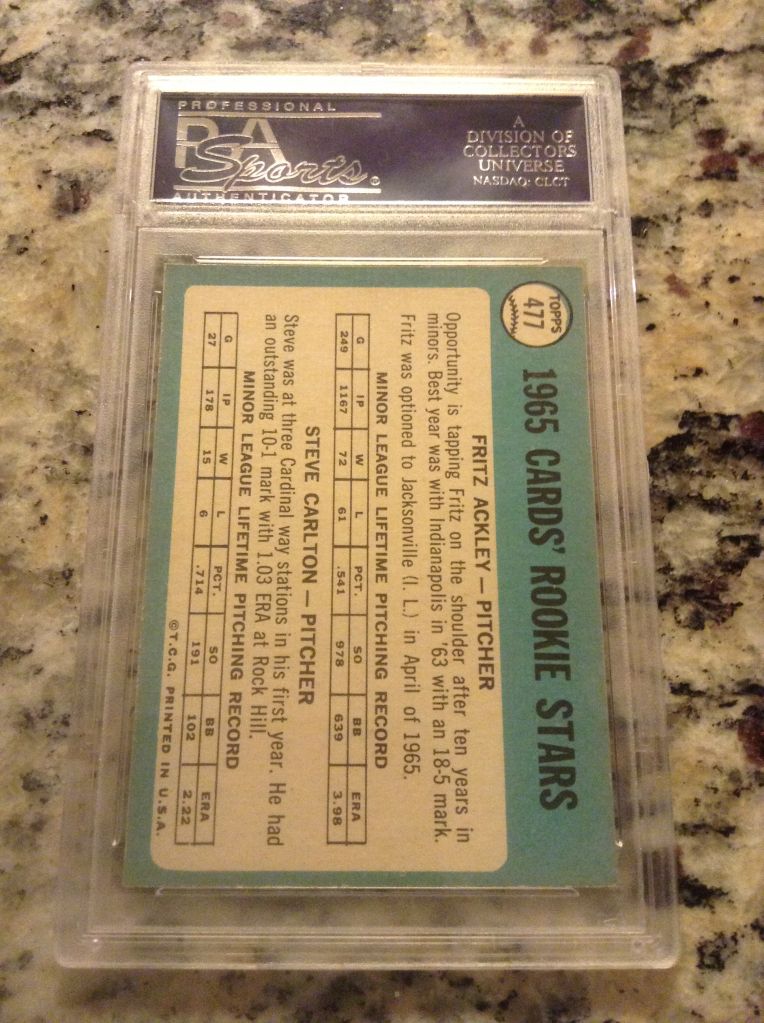 PROFESSIONAL
PSA
Sports®
AUTHENTICATOR
A
DIVISION OF
COLLECTORS
UNIVERSE
NASDAQ: CLCT
TOPPS
477
1965 CARDS' ROOKIE STARS
FRITZ ACKLEY — PITCHER
Opportunity is tapping Fritz on the shoulder after ten years in
minors. Best year was with Indianapolis in '63 with an 18-5 mark.
Fritz was optioned to Jacksonville (I. L.) in April of 1965.
MINOR LEAGUE LIFETIME PITCHING RECORD
G IP W L PCT. SO BB ERA
249 1167 72 61 .541 978 639 3.98
STEVE CARLTON — PITCHER
Steve was at three Cardinal way stations in his first year. He had
an outstanding 10-1 mark with 1.03 ERA at Rock Hill.
MINOR LEAGUE LIFETIME PITCHING RECORD
G IP W L PCT. SO BB ERA
27 178 15 6 .714 191 102 2.22
©T.C.G. PRINTED IN U.S.A.